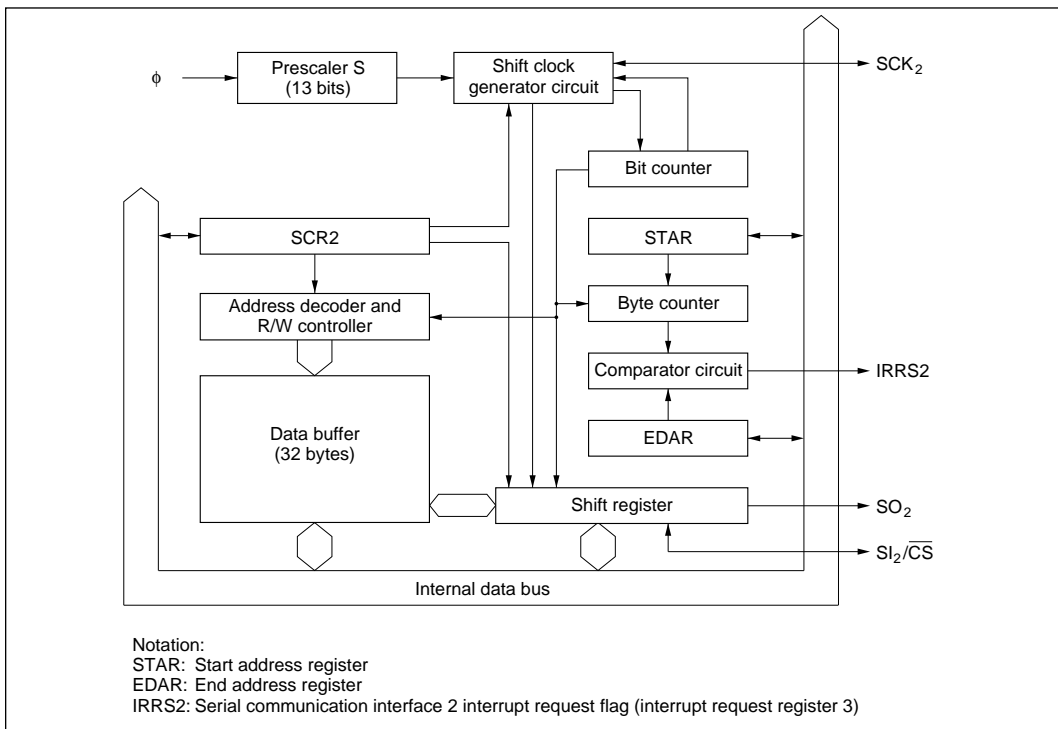 φ
Prescaler S
(13 bits)
Shift clock
generator circuit
SCK₂
Bit counter
SCR2
STAR
Address decoder and
R/W controller
Byte counter
Comparator circuit
IRRS2
Data buffer
(32 bytes)
EDAR
Shift register
SO₂
SI₂/C̅S̅
Internal data bus
Notation:
STAR: Start address register
EDAR: End address register
IRRS2: Serial communication interface 2 interrupt request flag (interrupt request register 3)